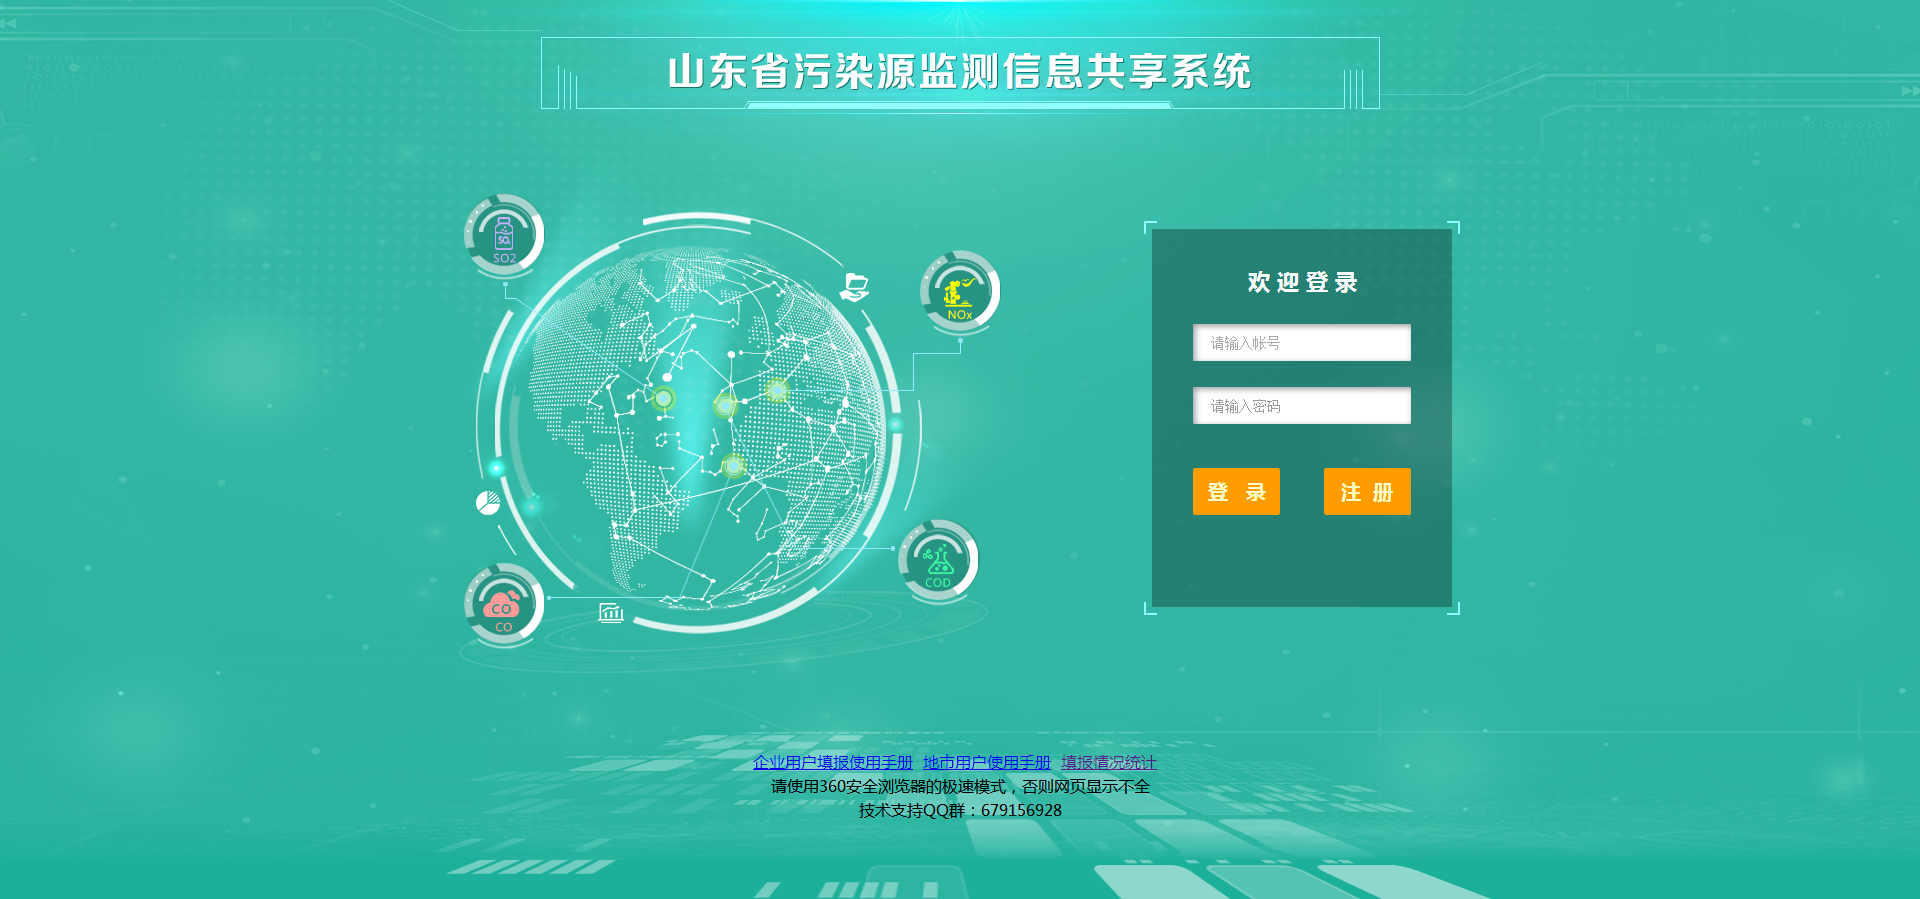 山东省污染源监测信息共享系统
SO₂
SO2
NOx
欢迎登录
请输入帐号
请输入密码
登 录 注 册
COD
CO
CO
企业用户填报使用手册 地市用户使用手册 填报情况统计
请使用360安全浏览器的极速模式，否则网页显示不全
技术支持QQ群：679156928